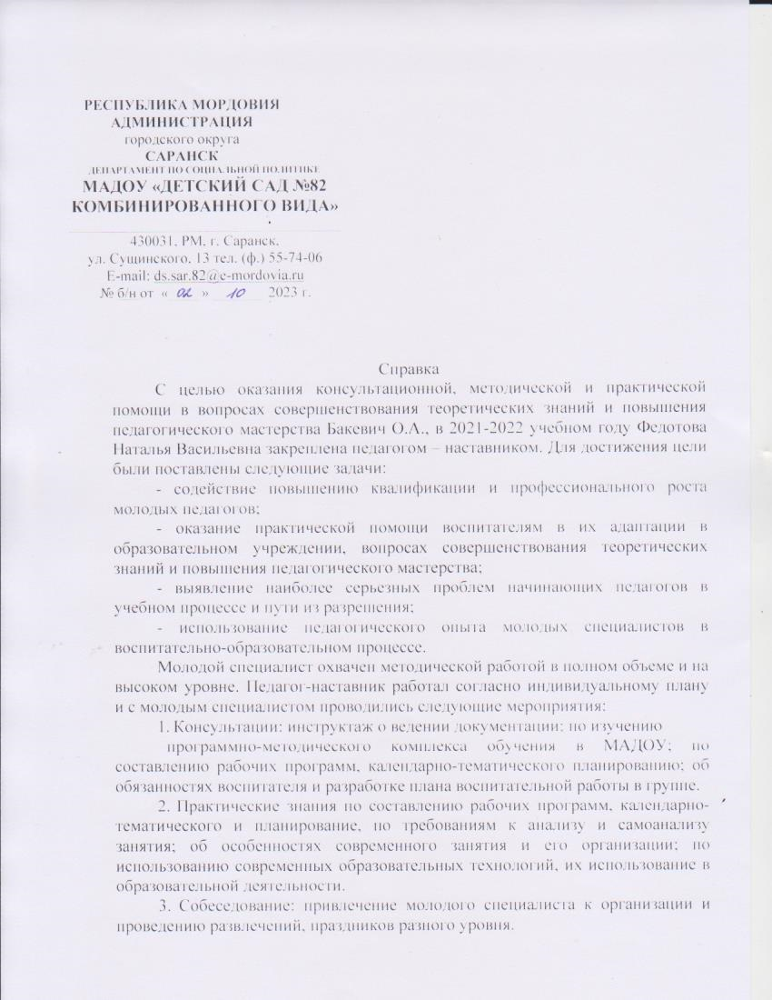 РЕСПУБЛИКА МОРДОВИЯ
АДМИНИСТРАЦИЯ
городского округа
САРАНСК
ДЕПАРТАМЕНТ ПО СОЦИАЛЬНОЙ ПОЛИТИКЕ
МАДОУ «ДЕТСКИЙ САД №82
КОМБИНИРОВАННОГО ВИДА»
430031, РМ, г. Саранск,
ул. Сущинского, 13 тел. (ф.) 55-74-06
E-mail: ds.sar.82@e-mordovia.ru
№ б/н от « 02 » 10 2023 г.
Справка
С целью оказания консультационной, методической и практической
помощи в вопросах совершенствования теоретических знаний и повышения
педагогического мастерства Бакевич О.А., в 2021-2022 учебном году Федотова
Наталья Васильевна закреплена педагогом – наставником. Для достижения цели
были поставлены следующие задачи:
- содействие повышению квалификации и профессионального роста
молодых педагогов;
- оказание практической помощи воспитателям в их адаптации в
образовательном учреждении, вопросах совершенствования теоретических
знаний и повышения педагогического мастерства;
- выявление наиболее серьезных проблем начинающих педагогов в
учебном процессе и пути из разрешения;
- использование педагогического опыта молодых специалистов в
воспитательно-образовательном процессе.
Молодой специалист охвачен методической работой в полном объеме и на
высоком уровне. Педагог-наставник работал согласно индивидуальному плану
и с молодым специалистом проводились следующие мероприятия:
1. Консультации: инструктаж о ведении документации; по изучению
программно-методического комплекса обучения в МАДОУ; по
составлению рабочих программ, календарно-тематического планированию; об
обязанностях воспитателя и разработке плана воспитательной работы в группе.
2. Практические знания по составлению рабочих программ, календарно-
тематического и планирование, по требованиям к анализу и самоанализу
занятия; об особенностях современного занятия и его организации; по
использованию современных образовательных технологий, их использование в
образовательной деятельности.
3. Собеседование: привлечение молодого специалиста к организации и
проведению развлечений, праздников разного уровня.